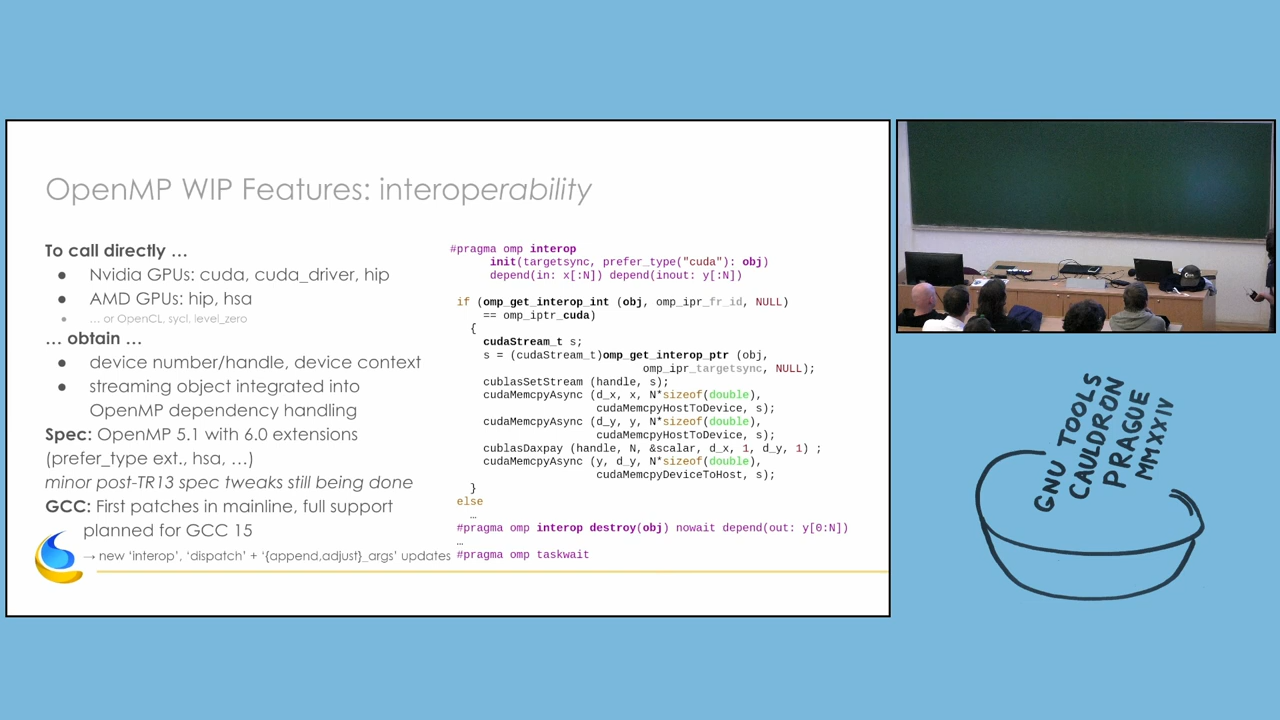 OpenMP WIP Features: interoperability
To call directly …
● Nvidia GPUs: cuda, cuda_driver, hip
● AMD GPUs: hip, hsa
● … or OpenCL, sycl, level_zero
… obtain …
● device number/handle, device context
● streaming object integrated into
OpenMP dependency handling
Spec: OpenMP 5.1 with 6.0 extensions
(prefer_type ext., hsa, …)
minor post-TR13 spec tweaks still being done
GCC: First patches in mainline, full support
planned for GCC 15
→ new ‘interop’, ‘dispatch’ + ‘{append,adjust}_args’ updates
#pragma omp interop
init(targetsync, prefer_type("cuda"): obj)
depend(in: x[:N]) depend(inout: y[:N])
if (omp_get_interop_int (obj, omp_ipr_fr_id, NULL)
== omp_iptr_cuda)
{
cudaStream_t s;
s = (cudaStream_t)omp_get_interop_ptr (obj,
omp_ipr_targetsync, NULL);
cublasSetStream (handle, s);
cudaMemcpyAsync (d_x, x, N*sizeof(double),
cudaMemcpyHostToDevice, s);
cudaMemcpyAsync (d_y, y, N*sizeof(double),
cudaMemcpyHostToDevice, s);
cublasDaxpay (handle, N, &scalar, d_x, 1, d_y, 1) ;
cudaMemcpyAsync (y, d_y, N*sizeof(double),
cudaMemcpyDeviceToHost, s);
}
else
…
#pragma omp interop destroy(obj) nowait depend(out: y[0:N])
…
#pragma omp taskwait
GNU TOOLS
CAULDRON
PRAGUE
MMXXIV